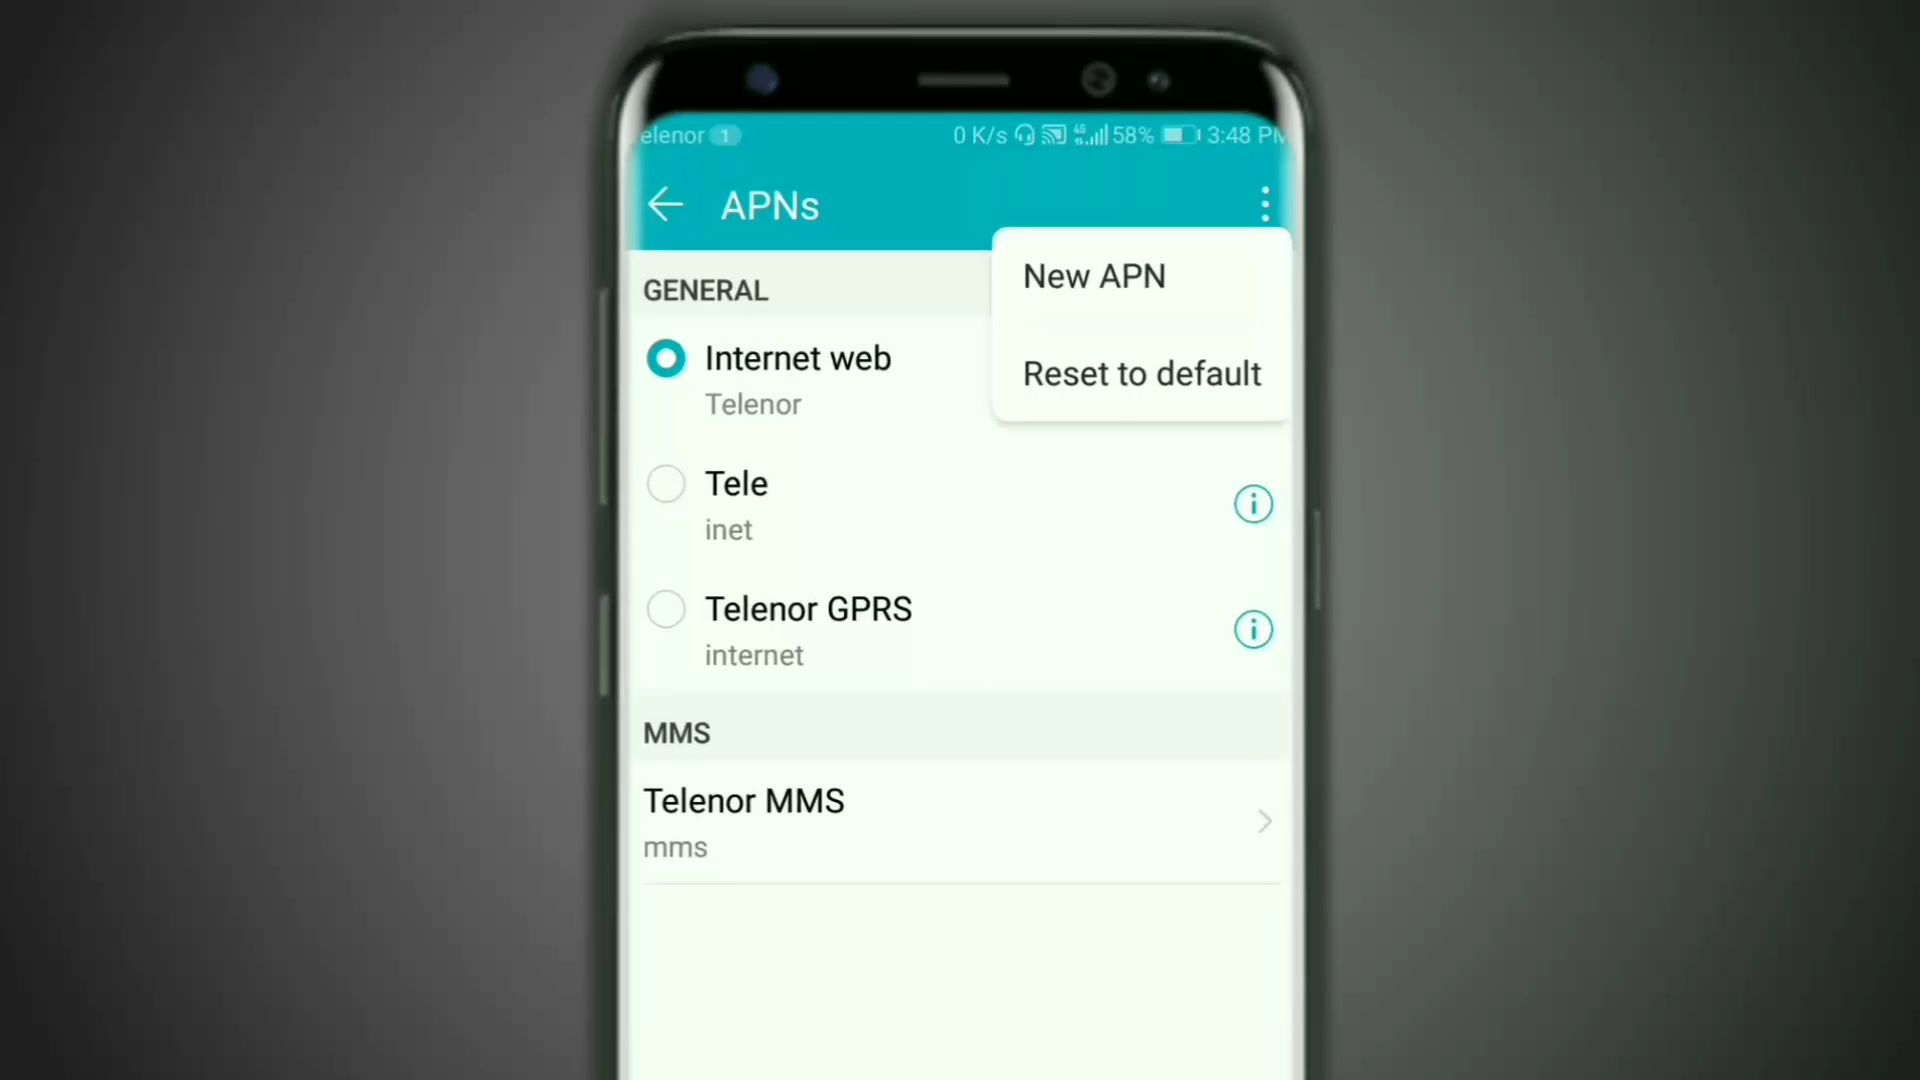 elenor 1 0 K/s 4G 58% 3:48 PM
APNs
New APN
Reset to default
GENERAL
Internet web
Telenor
Tele
inet
Telenor GPRS
internet
MMS
Telenor MMS
mms